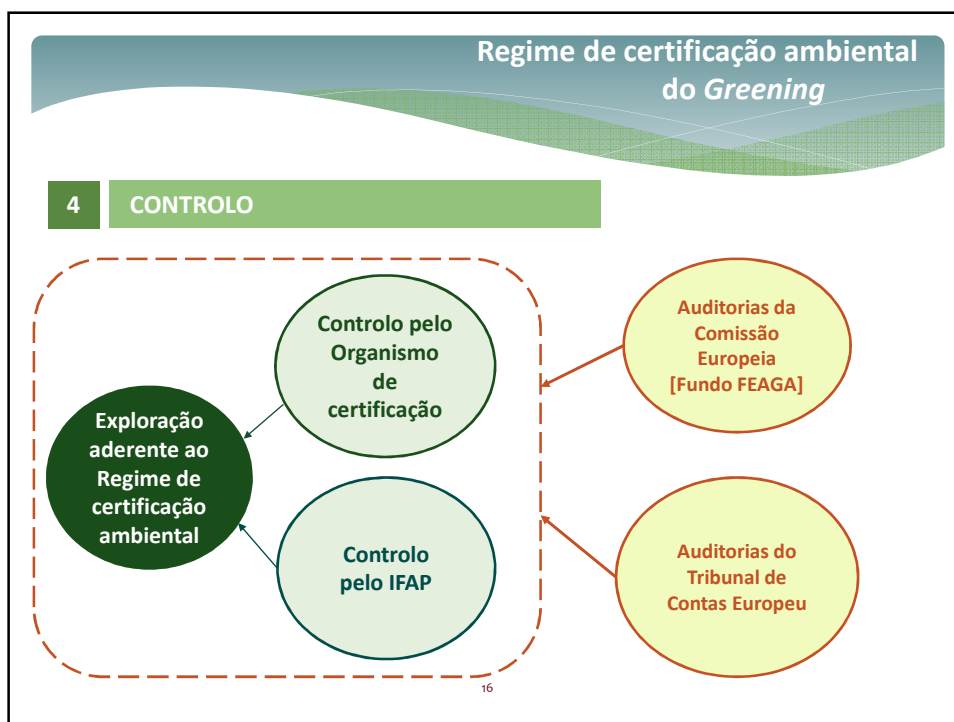 Regime de certificação ambiental
do Greening
4 CONTROLO
Controlo pelo
Organismo
de
certificação
Exploração
aderente ao
Regime de
certificação
ambiental
Controlo
pelo IFAP
Auditorias da
Comissão
Europeia
[Fundo FEAGA]
Auditorias do
Tribunal de
Contas Europeu
16